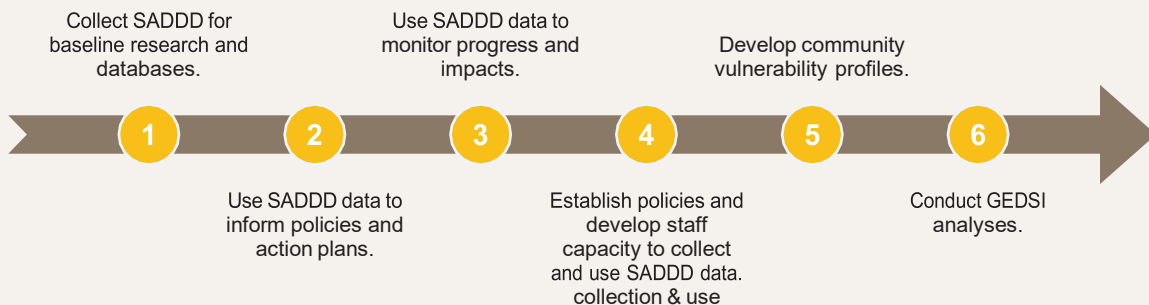 Collect SADDD for
baseline research and
databases.
Use SADDD data to
monitor progress and
impacts.
Develop community
vulnerability profiles.
1
2
3
4
5
6
Use SADDD data to
inform policies and
action plans.
Establish policies and
develop staff
capacity to collect
and use SADDD data.
collection & use
Conduct GEDSI
analyses.